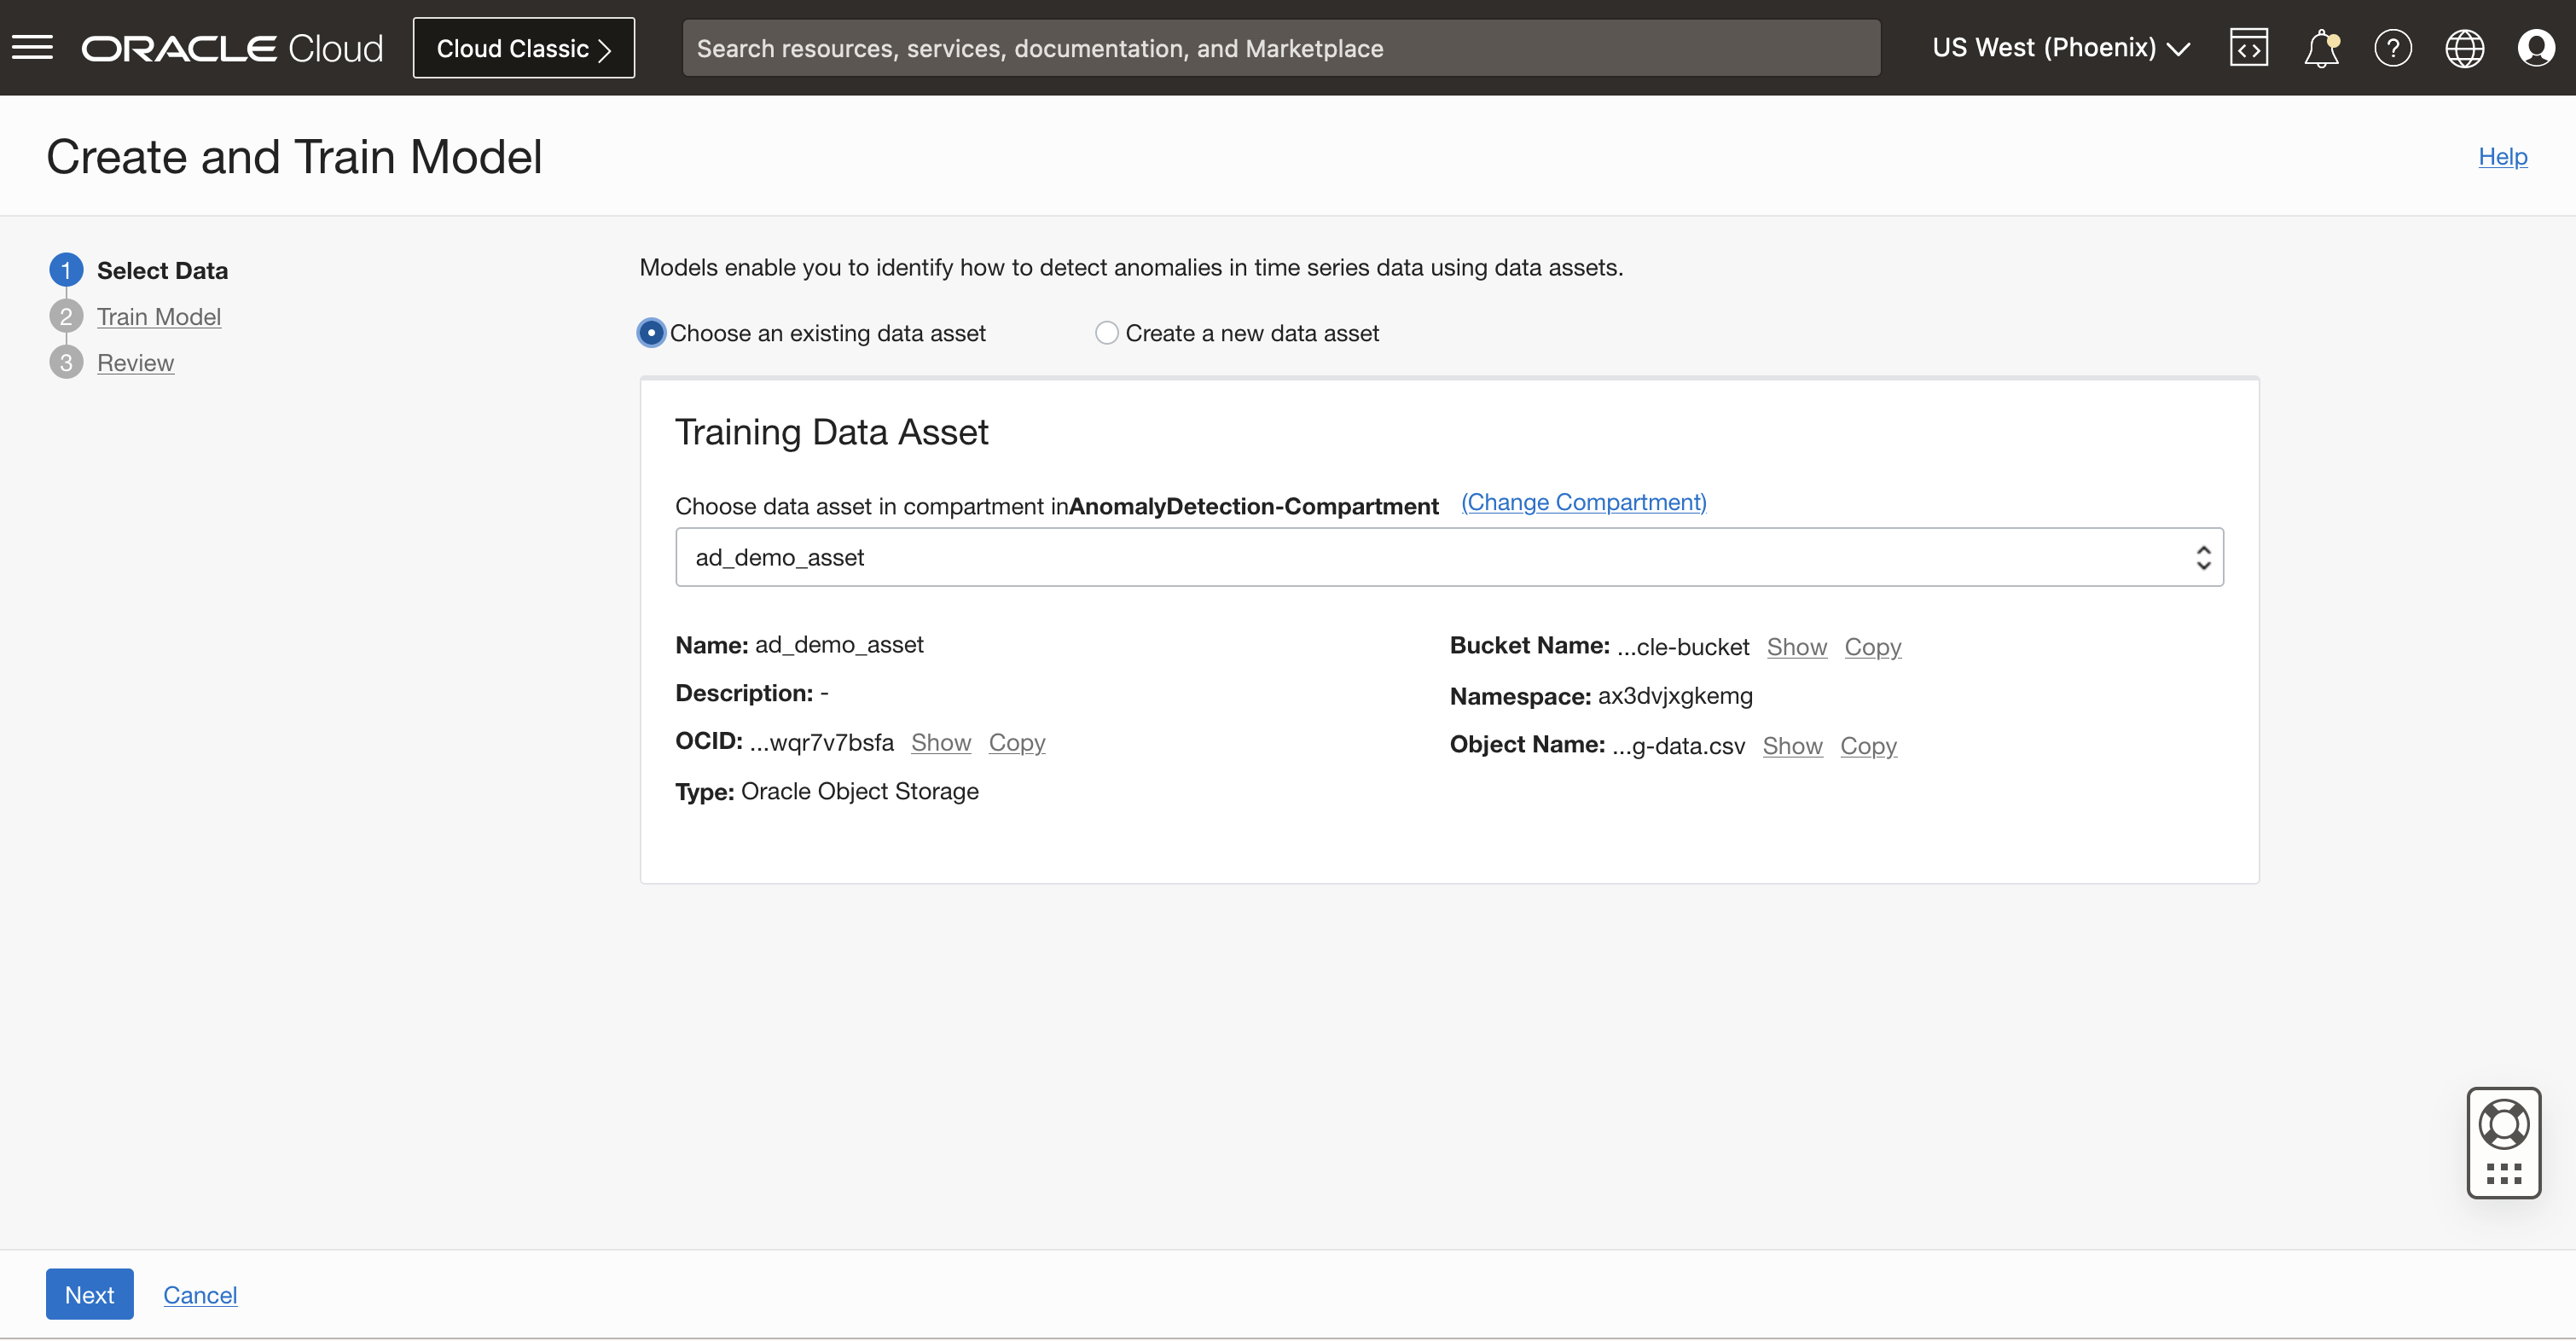 ORACLE Cloud
Cloud Classic
Search resources, services, documentation, and Marketplace
US West (Phoenix)
Create and Train Model
Help
1 Select Data
2 Train Model
3 Review
Models enable you to identify how to detect anomalies in time series data using data assets.
Choose an existing data asset
Create a new data asset
Training Data Asset
Choose data asset in compartment inAnomalyDetection-Compartment (Change Compartment)
ad_demo_asset
Name: ad_demo_asset
Description: -
OCID: ...wqr7v7bsfa Show Copy
Type: Oracle Object Storage
Bucket Name: ...cle-bucket Show Copy
Namespace: ax3dvjxgkemg
Object Name: ...g-data.csv Show Copy
Next
Cancel